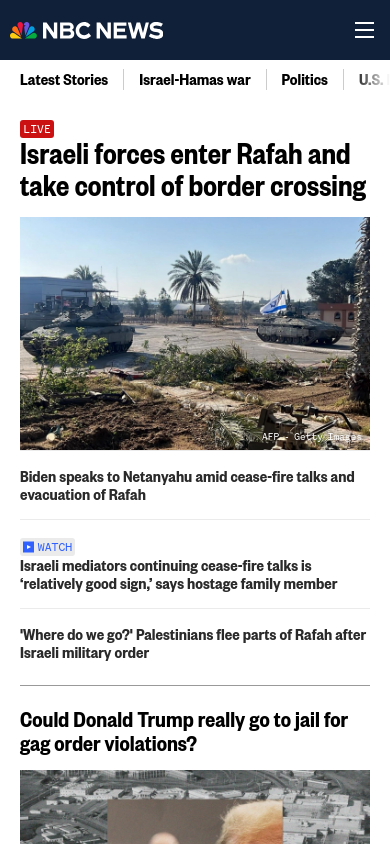 NBC NEWS
Latest Stories
Israel-Hamas war
Politics
U.S.
LIVE
Israeli forces enter Rafah and
take control of border crossing
AFP - Getty Images
Biden speaks to Netanyahu amid cease-fire talks and
evacuation of Rafah
WATCH
Israeli mediators continuing cease-fire talks is
‘relatively good sign,’ says hostage family member
'Where do we go?' Palestinians flee parts of Rafah after
Israeli military order
Could Donald Trump really go to jail for
gag order violations?